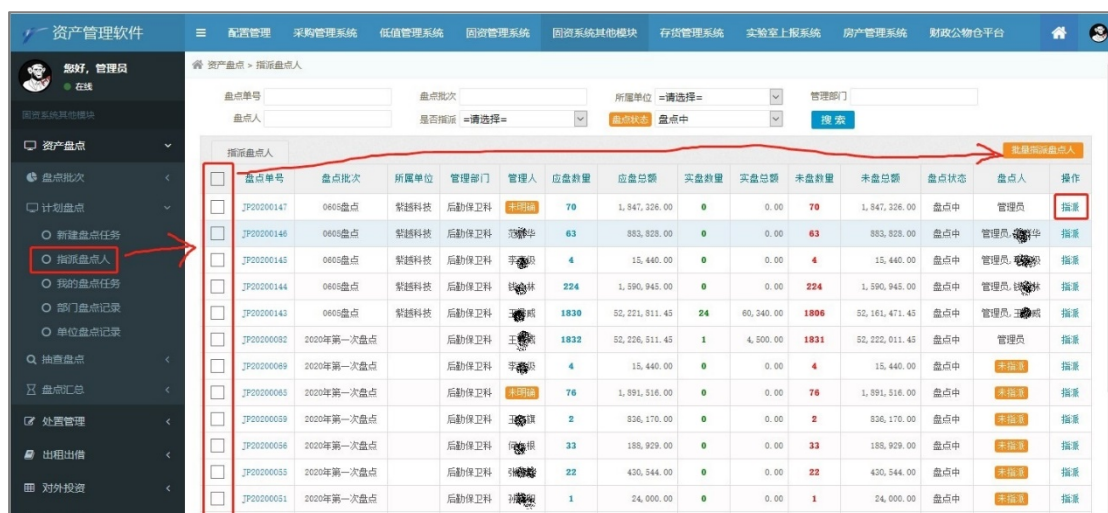 资产管理软件 配置管理 采购管理系统 低值管理系统 固资管理系统 固资系统其他模块 存货管理系统 实验室上报系统 房产管理系统 财政公物仓平台
您好，管理员
在线
资产盘点 > 指派盘点人
固资系统其他模块
盘点单号 盘点批次 所属单位 =请选择= 管理部门
盘点人 是否指派 =请选择= 盘点状态 盘点中 搜索
资产盘点
盘点批次
计划盘点
新建盘点任务
指派盘点人
我的盘点任务
部门盘点记录
单位盘点记录
抽查盘点
盘点汇总
处置管理
出租出借
对外投资
指派盘点人 批量指派盘点人
盘点单号 盘点批次 所属单位 管理部门 管理人 应盘数量 应盘总额 实盘数量 实盘总额 未盘数量 未盘总额 盘点状态 盘点人 操作
JP20200147 0605盘点 紫越科技 后勤保卫科 未明确 70 1,847,326.00 0 0.00 70 1,847,326.00 盘点中 管理员 指派
JP20200146 0605盘点 紫越科技 后勤保卫科 范 华 63 883,828.00 0 0.00 63 883,828.00 盘点中 管理员, 华 指派
JP20200145 0605盘点 紫越科技 后勤保卫科 李 4 15,440.00 0 0.00 4 15,440.00 盘点中 管理员, 指派
JP20200144 0605盘点 紫越科技 后勤保卫科 钱 林 224 1,590,945.00 0 0.00 224 1,590,945.00 盘点中 管理员, 钱 林 指派
JP20200143 0605盘点 紫越科技 后勤保卫科 王 威 1830 52,221,811.45 24 60,340.00 1806 52,161,471.45 盘点中 管理员, 王 威 指派
JP20200082 2020年第一次盘点 后勤保卫科 王 1832 52,226,511.45 1 4,500.00 1831 52,222,011.45 盘点中 管理员 指派
JP20200069 2020年第一次盘点 后勤保卫科 李 4 15,440.00 0 0.00 4 15,440.00 盘点中 未指派 指派
JP20200065 2020年第一次盘点 后勤保卫科 未明确 76 1,891,516.00 0 0.00 76 1,891,516.00 盘点中 未指派 指派
JP20200059 2020年第一次盘点 后勤保卫科 王 旗 2 836,170.00 0 0.00 2 836,170.00 盘点中 未指派 指派
JP20200056 2020年第一次盘点 后勤保卫科 何 根 33 188,929.00 0 0.00 33 188,929.00 盘点中 未指派 指派
JP20200055 2020年第一次盘点 后勤保卫科 22 430,544.00 0 0.00 22 430,544.00 盘点中 未指派 指派
JP20200051 2020年第一次盘点 后勤保卫科 1 24,000.00 0 0.00 1 24,000.00 盘点中 未指派 指派